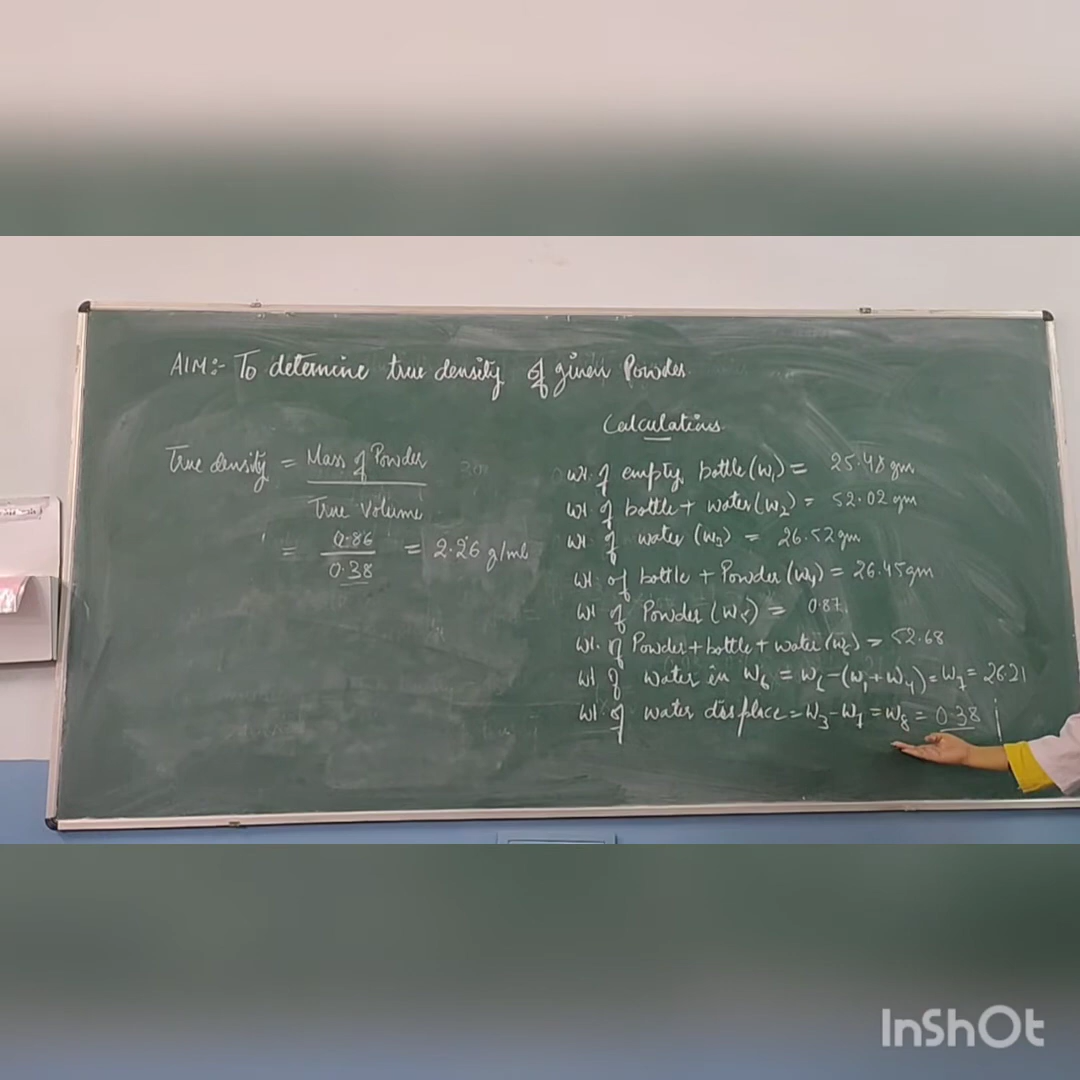 AIM:- To determine true density of given Powder.
True density = Mass of Powder
True Volume
= 0.86
0.38
= 2.26 g/ml
Calculations
wt. of empty bottle (w1) = 25.48 gm
wt. of bottle + water (w2) = 52.02 gm
wt. of water (w3) = 26.52 gm
wt. of bottle + Powder (w4) = 26.45 gm
wt. of Powder (w5) = 0.87
wt. of Powder + bottle + water (w6) = 52.68
wt. of water in W6 = w6 - (w1 + w4) = W7 = 26.21
wt. of water displace = W3 - W7 = w8 = 0.38
InShOt